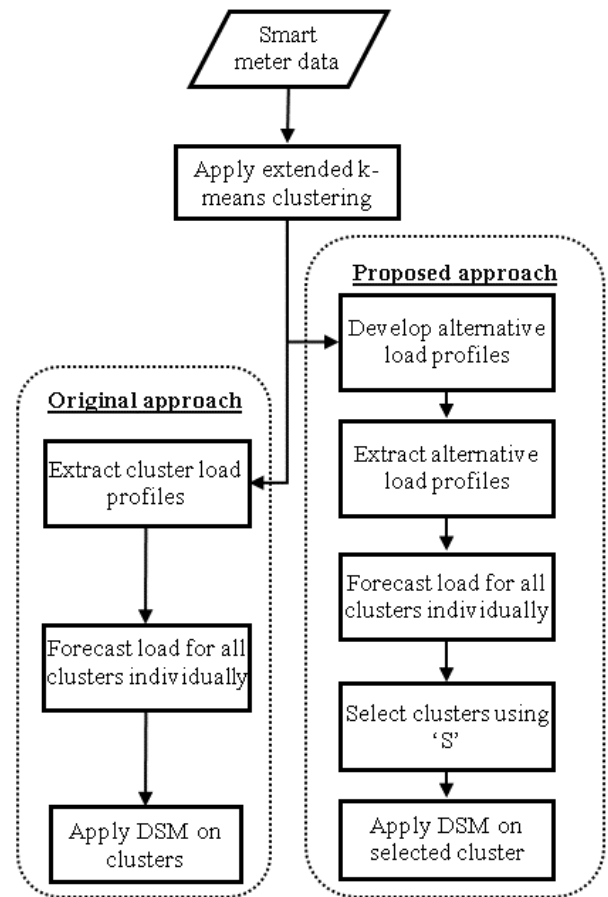 Smart
meter data
Apply extended k-
means clustering
Original approach
Extract cluster load
profiles
Forecast load for all
clusters individually
Apply DSM on
clusters
Proposed approach
Develop alternative
load profiles
Extract alternative
load profiles
Forecast load for all
clusters individually
Select clusters using
‘S’
Apply DSM on
selected cluster